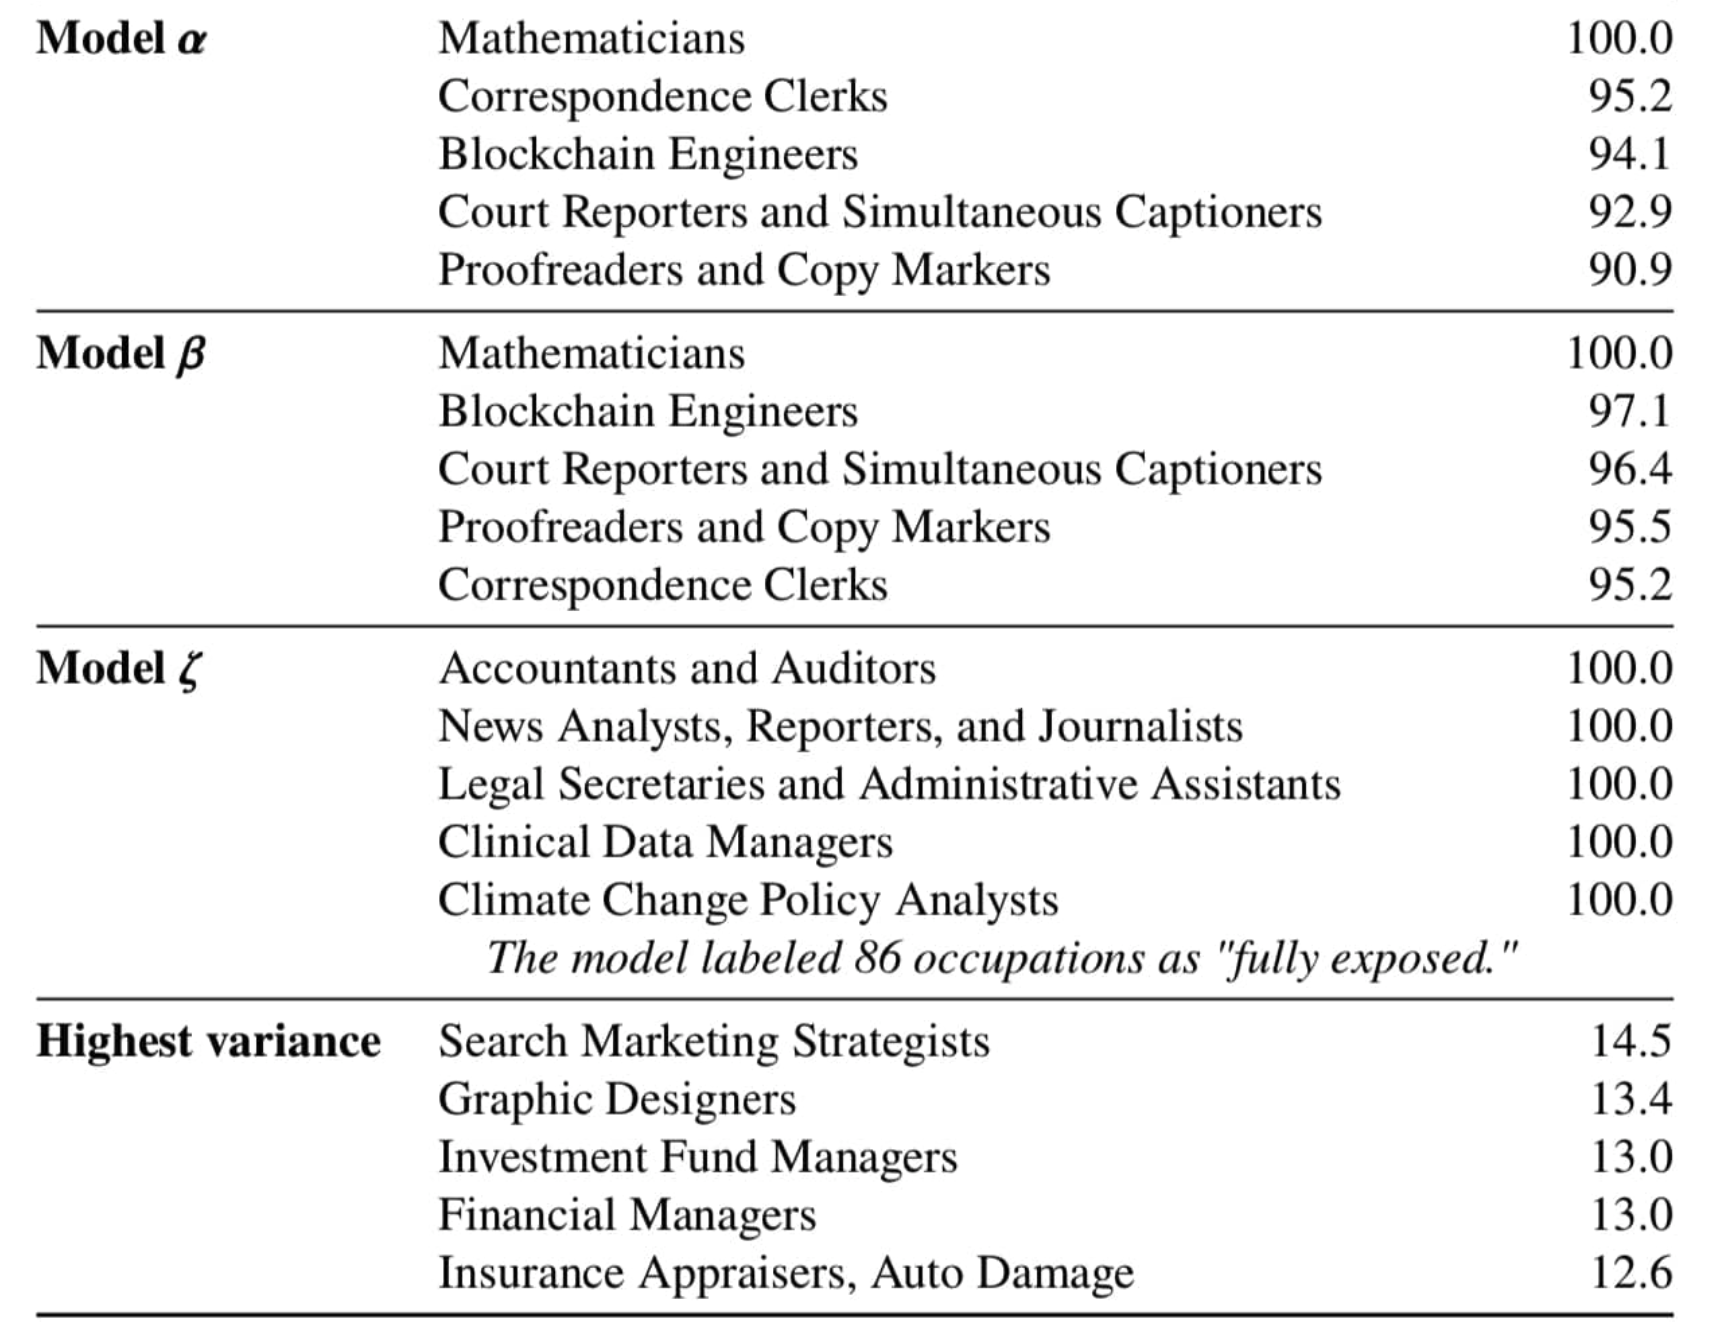 Model α Mathematicians 100.0
Correspondence Clerks 95.2
Blockchain Engineers 94.1
Court Reporters and Simultaneous Captioners 92.9
Proofreaders and Copy Markers 90.9
Model β Mathematicians 100.0
Blockchain Engineers 97.1
Court Reporters and Simultaneous Captioners 96.4
Proofreaders and Copy Markers 95.5
Correspondence Clerks 95.2
Model ζ Accountants and Auditors 100.0
News Analysts, Reporters, and Journalists 100.0
Legal Secretaries and Administrative Assistants 100.0
Clinical Data Managers 100.0
Climate Change Policy Analysts 100.0
The model labeled 86 occupations as "fully exposed."
Highest variance Search Marketing Strategists 14.5
Graphic Designers 13.4
Investment Fund Managers 13.0
Financial Managers 13.0
Insurance Appraisers, Auto Damage 12.6